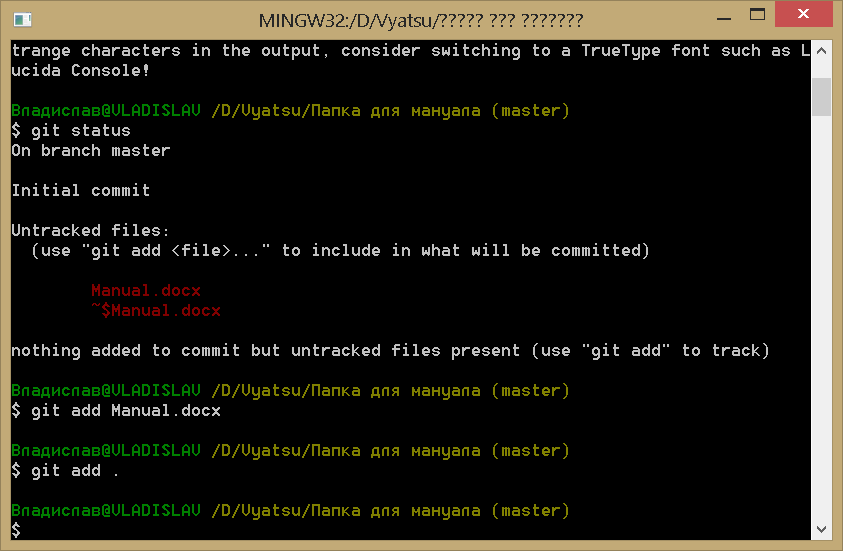 MINGW32:/D/Vyatsu/????? ??? ???????
trange characters in the output, consider switching to a TrueType font such as L
ucida Console!
Владислав@VLADISLAV /D/Vyatsu/Папка для мануала (master)
$ git status
On branch master
Initial commit
Untracked files:
(use "git add <file>..." to include in what will be committed)
Manual.docx
~$Manual.docx
nothing added to commit but untracked files present (use "git add" to track)
Владислав@VLADISLAV /D/Vyatsu/Папка для мануала (master)
$ git add Manual.docx
Владислав@VLADISLAV /D/Vyatsu/Папка для мануала (master)
$ git add .
Владислав@VLADISLAV /D/Vyatsu/Папка для мануала (master)
$